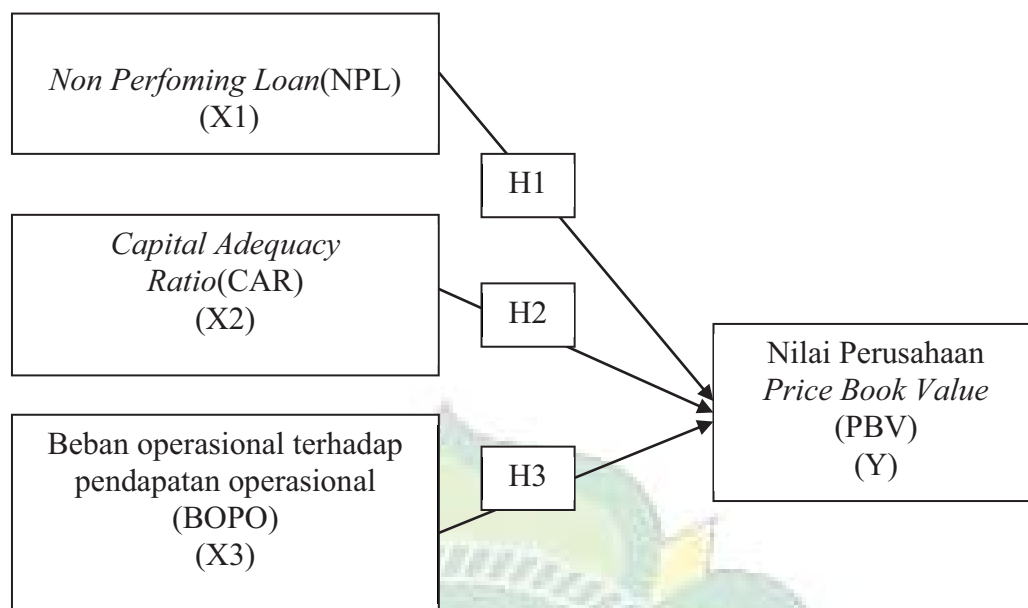 Non Perfoming Loan(NPL)
(X1)
H1
Capital Adequacy
Ratio(CAR)
(X2)
H2
Nilai Perusahaan
Price Book Value
(PBV)
(Y)
Beban operasional terhadap
pendapatan operasional
(BOPO)
(X3)
H3